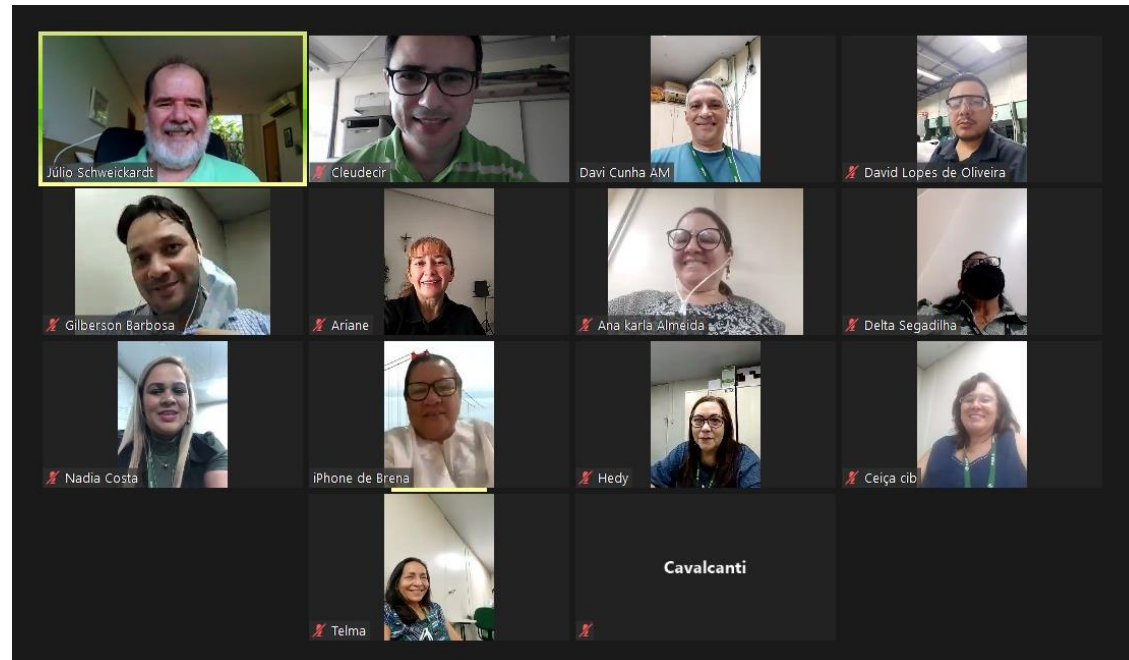 Júlio Schweickardt
Cleudecir
Davi Cunha AM
David Lopes de Oliveira
Gilberson Barbosa
Ariane
Ana karla Almeida
Delta Segadilha
Nadia Costa
iPhone de Brena
Hedy
Ceiça cib
Telma
Cavalcanti